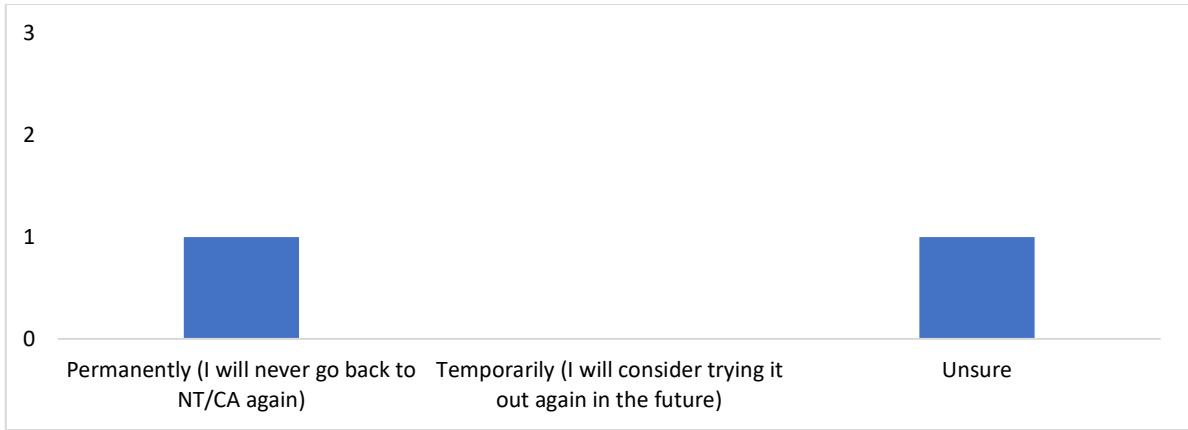 3
2
1
0
Permanently (I will never go back to
NT/CA again)
Temporarily (I will consider trying it
out again in the future)
Unsure